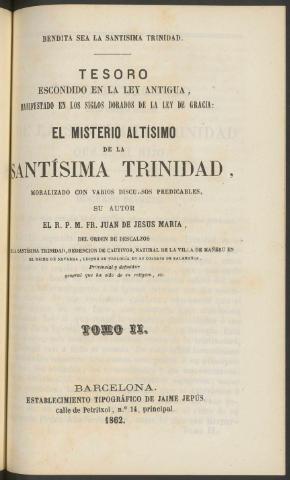 BENDITA SEA LA SANTISIMA TRINIDAD.
TESORO
ESCONDIDO EN LA LEY ANTIGUA,
MANIFESTADO EN LOS SIGLOS DORADOS DE LA LEY DE GRACIA:
EL MISTERIO ALTÍSIMO
DE LA
SANTÍSIMA TRINIDAD,
MORALIZADO CON VARIOS DISCURSOS PREDICABLES,
SU AUTOR
EL R. P. M. FR. JUAN DE JESUS MARIA,
DEL ORDEN DE DESCALZOS
LA SANTÍSIMA TRINIDAD, REDENCION DE CAUTIVOS, NATURAL DE LA VILLA DE MAÑERU EN
EL REINO DE NAVARRA, LECTOR DE TEOLOGÍA EN SU COLEGIO DE SALAMANCA,
Provincial y definidor
general que ha sido de su religion, etc.
TOMO II.
BARCELONA.
ESTABLECIMIENTO TIPOGRÁFICO DE JAIME JEPÚS.
calle de Petritxol, n.º 14, principal.
1862.